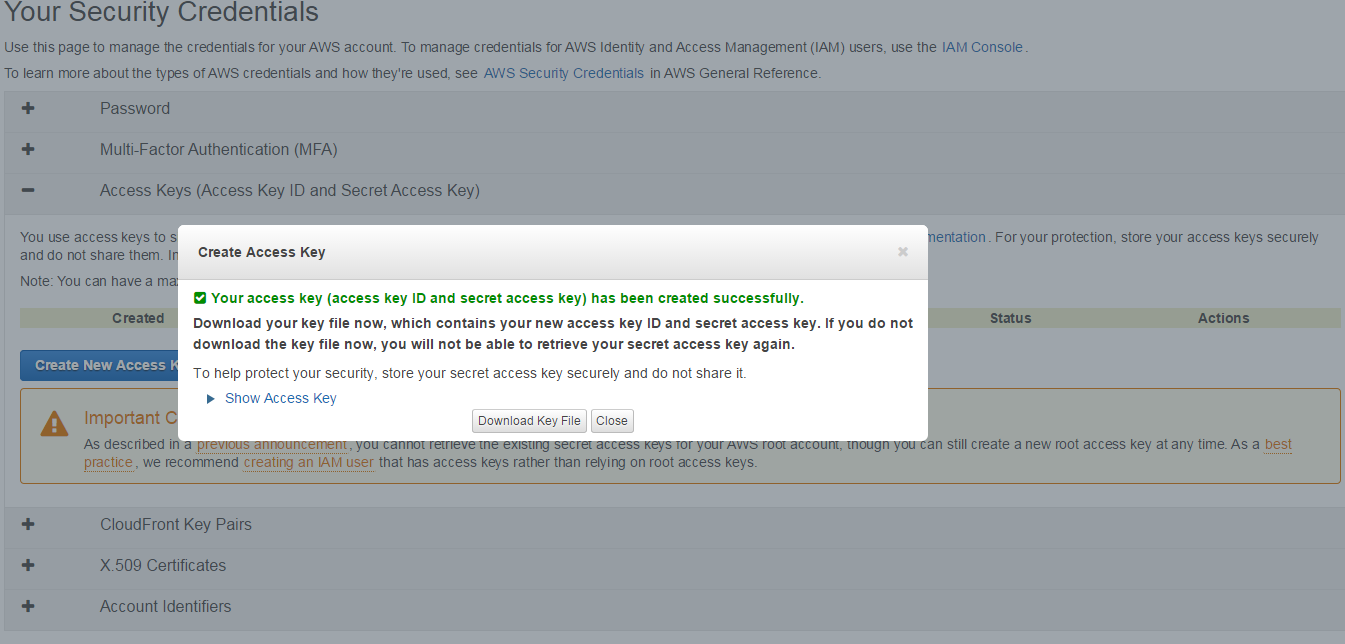 Your Security Credentials
Use this page to manage the credentials for your AWS account. To manage credentials for AWS Identity and Access Management (IAM) users, use the IAM Console .
To learn more about the types of AWS credentials and how they're used, see AWS Security Credentials in AWS General Reference.
Password
Multi-Factor Authentication (MFA)
Access Keys (Access Key ID and Secret Access Key)
You use access keys to s mentation . For your protection, store your access keys securely
and do not share them. In
Note: You can have a ma
Created Status Actions
Create New Access K
Create Access Key
Your access key (access key ID and secret access key) has been created successfully.
Download your key file now, which contains your new access key ID and secret access key. If you do not
download the key file now, you will not be able to retrieve your secret access key again.
To help protect your security, store your secret access key securely and do not share it.
Show Access Key
Download Key File Close
Important C
As described in a previous announcement , you cannot retrieve the existing secret access keys for your AWS root account, though you can still create a new root access key at any time. As a best
practice , we recommend creating an IAM user that has access keys rather than relying on root access keys.
CloudFront Key Pairs
X.509 Certificates
Account Identifiers